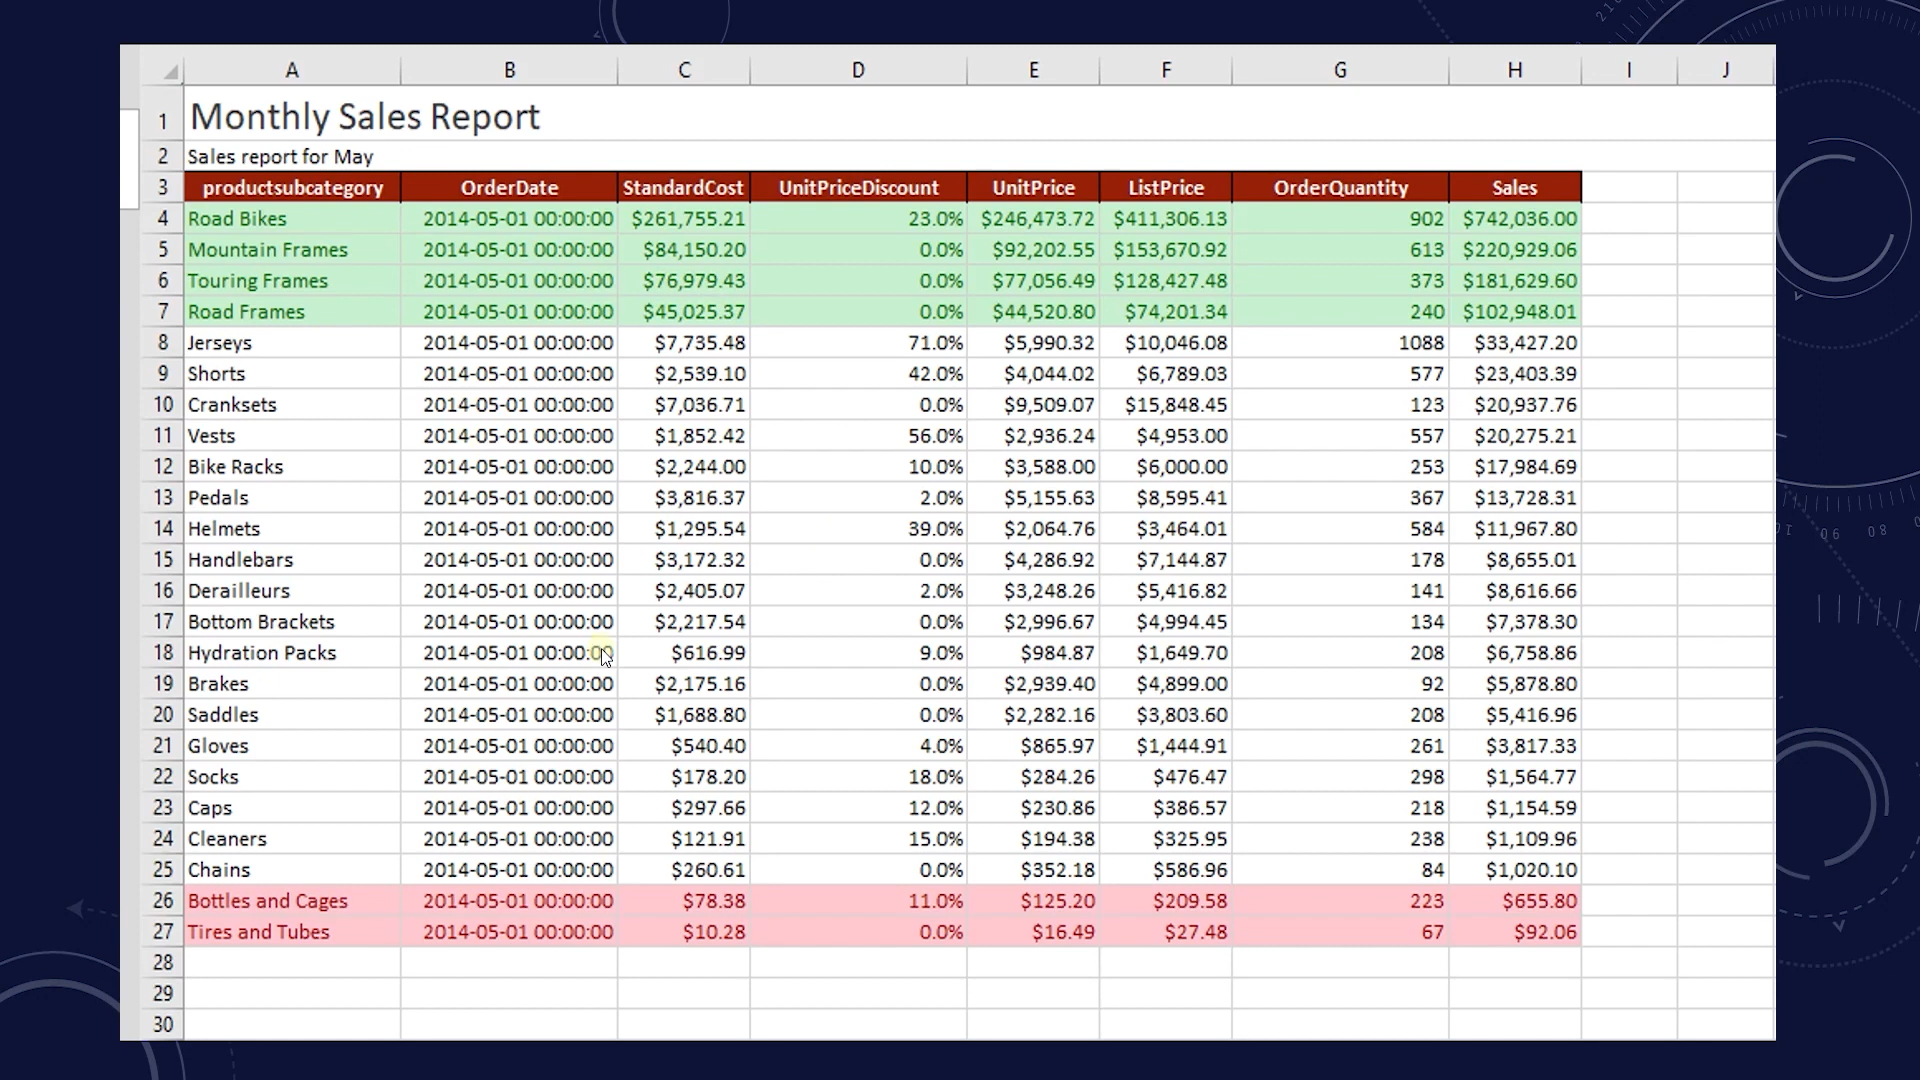 A B C D E F G H I J
1 Monthly Sales Report
2 Sales report for May
3 productsubcategory OrderDate StandardCost UnitPriceDiscount UnitPrice ListPrice OrderQuantity Sales
4 Road Bikes 2014-05-01 00:00:00 $261,755.21 23.0% $246,473.72 $411,306.13 902 $742,036.00
5 Mountain Frames 2014-05-01 00:00:00 $84,150.20 0.0% $92,202.55 $153,670.92 613 $220,929.06
6 Touring Frames 2014-05-01 00:00:00 $76,979.43 0.0% $77,056.49 $128,427.48 373 $181,629.60
7 Road Frames 2014-05-01 00:00:00 $45,025.37 0.0% $44,520.80 $74,201.34 240 $102,948.01
8 Jerseys 2014-05-01 00:00:00 $7,735.48 71.0% $5,990.32 $10,046.08 1088 $33,427.20
9 Shorts 2014-05-01 00:00:00 $2,539.10 42.0% $4,044.02 $6,789.03 577 $23,403.39
10 Cranksets 2014-05-01 00:00:00 $7,036.71 0.0% $9,509.07 $15,848.45 123 $20,937.76
11 Vests 2014-05-01 00:00:00 $1,852.42 56.0% $2,936.24 $4,953.00 557 $20,275.21
12 Bike Racks 2014-05-01 00:00:00 $2,244.00 10.0% $3,588.00 $6,000.00 253 $17,984.69
13 Pedals 2014-05-01 00:00:00 $3,816.37 2.0% $5,155.63 $8,595.41 367 $13,728.31
14 Helmets 2014-05-01 00:00:00 $1,295.54 39.0% $2,064.76 $3,464.01 584 $11,967.80
15 Handlebars 2014-05-01 00:00:00 $3,172.32 0.0% $4,286.92 $7,144.87 178 $8,655.01
16 Derailleurs 2014-05-01 00:00:00 $2,405.07 2.0% $3,248.26 $5,416.82 141 $8,616.66
17 Bottom Brackets 2014-05-01 00:00:00 $2,217.54 0.0% $2,996.67 $4,994.45 134 $7,378.30
18 Hydration Packs 2014-05-01 00:00:00 $616.99 9.0% $984.87 $1,649.70 208 $6,758.86
19 Brakes 2014-05-01 00:00:00 $2,175.16 0.0% $2,939.40 $4,899.00 92 $5,878.80
20 Saddles 2014-05-01 00:00:00 $1,688.80 0.0% $2,282.16 $3,803.60 208 $5,416.96
21 Gloves 2014-05-01 00:00:00 $540.40 4.0% $865.97 $1,444.91 261 $3,817.33
22 Socks 2014-05-01 00:00:00 $178.20 18.0% $284.26 $476.47 298 $1,564.77
23 Caps 2014-05-01 00:00:00 $297.66 12.0% $230.86 $386.57 218 $1,154.59
24 Cleaners 2014-05-01 00:00:00 $121.91 15.0% $194.38 $325.95 238 $1,109.96
25 Chains 2014-05-01 00:00:00 $260.61 0.0% $352.18 $586.96 84 $1,020.10
26 Bottles and Cages 2014-05-01 00:00:00 $78.38 11.0% $125.20 $209.58 223 $655.80
27 Tires and Tubes 2014-05-01 00:00:00 $10.28 0.0% $16.49 $27.48 67 $92.06
28
29
30